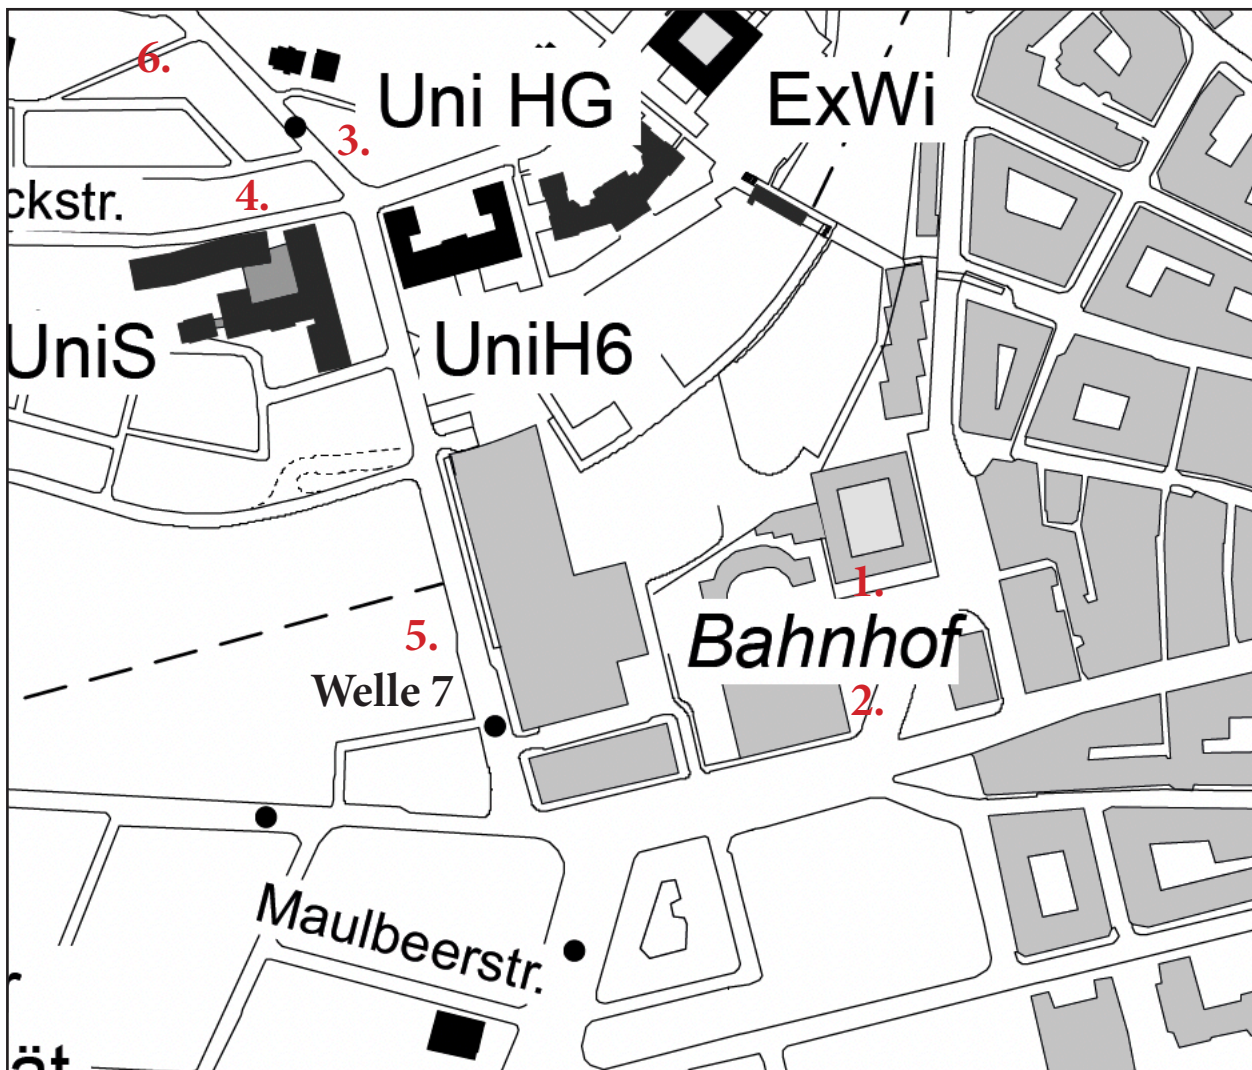 6.
Uni HG
ExWi
3.
4.
ckstr.
UniS
UniH6
1.
5.
Bahnhof
Welle 7
2.
Maulbeerstr.
r
ät